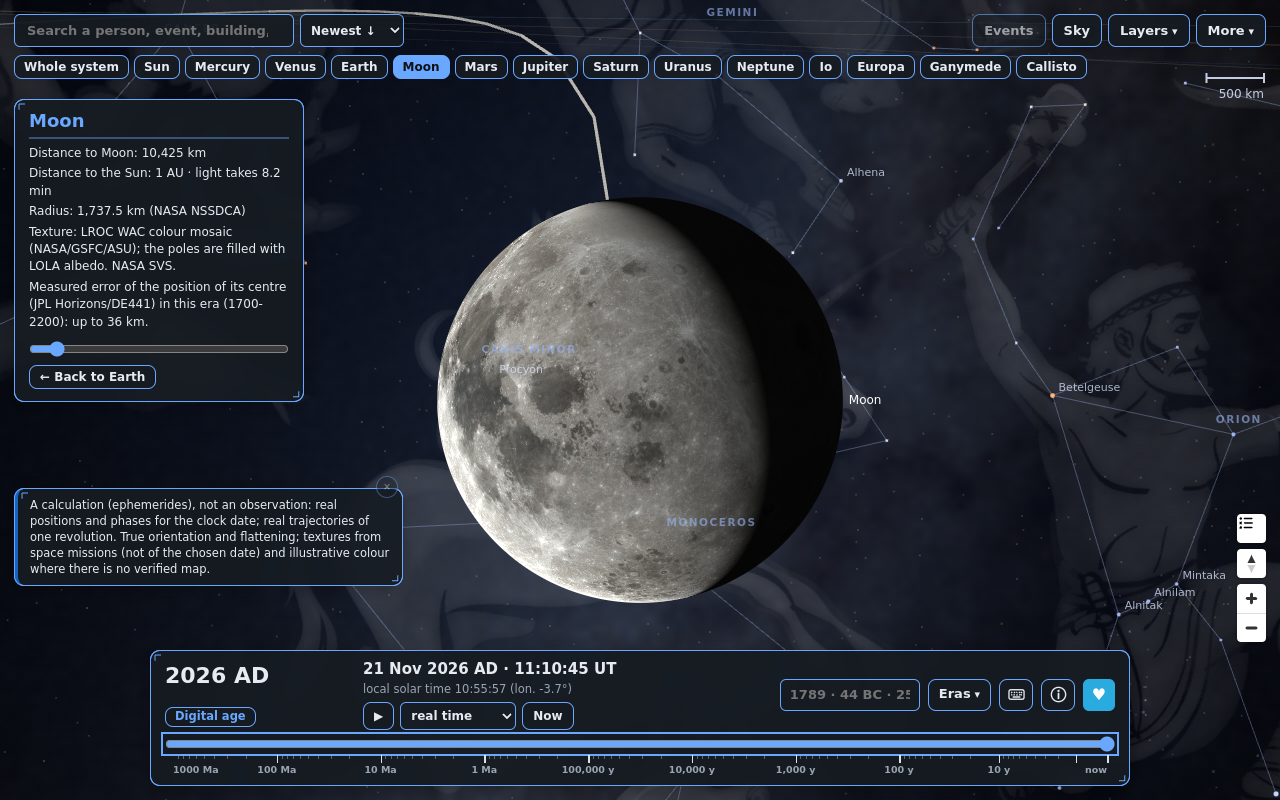 GEMINI
Search a person, event, building,
Newest ↓
Events
Sky
Layers ▾
More ▾
Whole system
Sun
Mercury
Venus
Earth
Moon
Mars
Jupiter
Saturn
Uranus
Neptune
Io
Europa
Ganymede
Callisto
500 km
Moon
Distance to Moon: 10,425 km
Distance to the Sun: 1 AU · light takes 8.2
min
Radius: 1,737.5 km (NASA NSSDCA)
Texture: LROC WAC colour mosaic
(NASA/GSFC/ASU); the poles are filled with
LOLA albedo. NASA SVS.
Measured error of the position of its centre
(JPL Horizons/DE441) in this era (1700-
2200): up to 36 km.
← Back to Earth
Alhena
CANIS MINOR
Procyon
Moon
Betelgeuse
ORION
MONOCEROS
Mintaka
Alnilam
Alnitak
A calculation (ephemerides), not an observation: real
positions and phases for the clock date; real trajectories of
one revolution. True orientation and flattening; textures from
space missions (not of the chosen date) and illustrative colour
where there is no verified map.
2026 AD
Digital age
21 Nov 2026 AD · 11:10:45 UT
local solar time 10:55:57 (lon. -3.7°)
real time
Now
1789 · 44 BC · 25
Eras ▾
1000 Ma
100 Ma
10 Ma
1 Ma
100,000 y
10,000 y
1,000 y
100 y
10 y
now